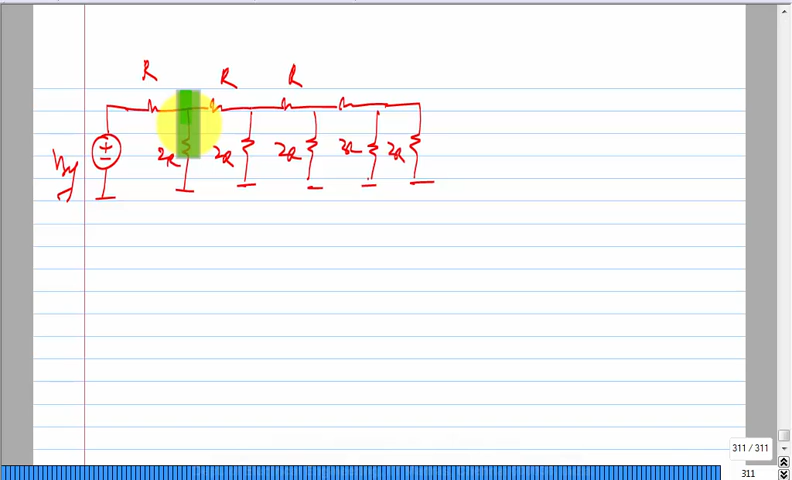 R R R
+
-
2R 2R 2R 2R 2R
311 / 311
311